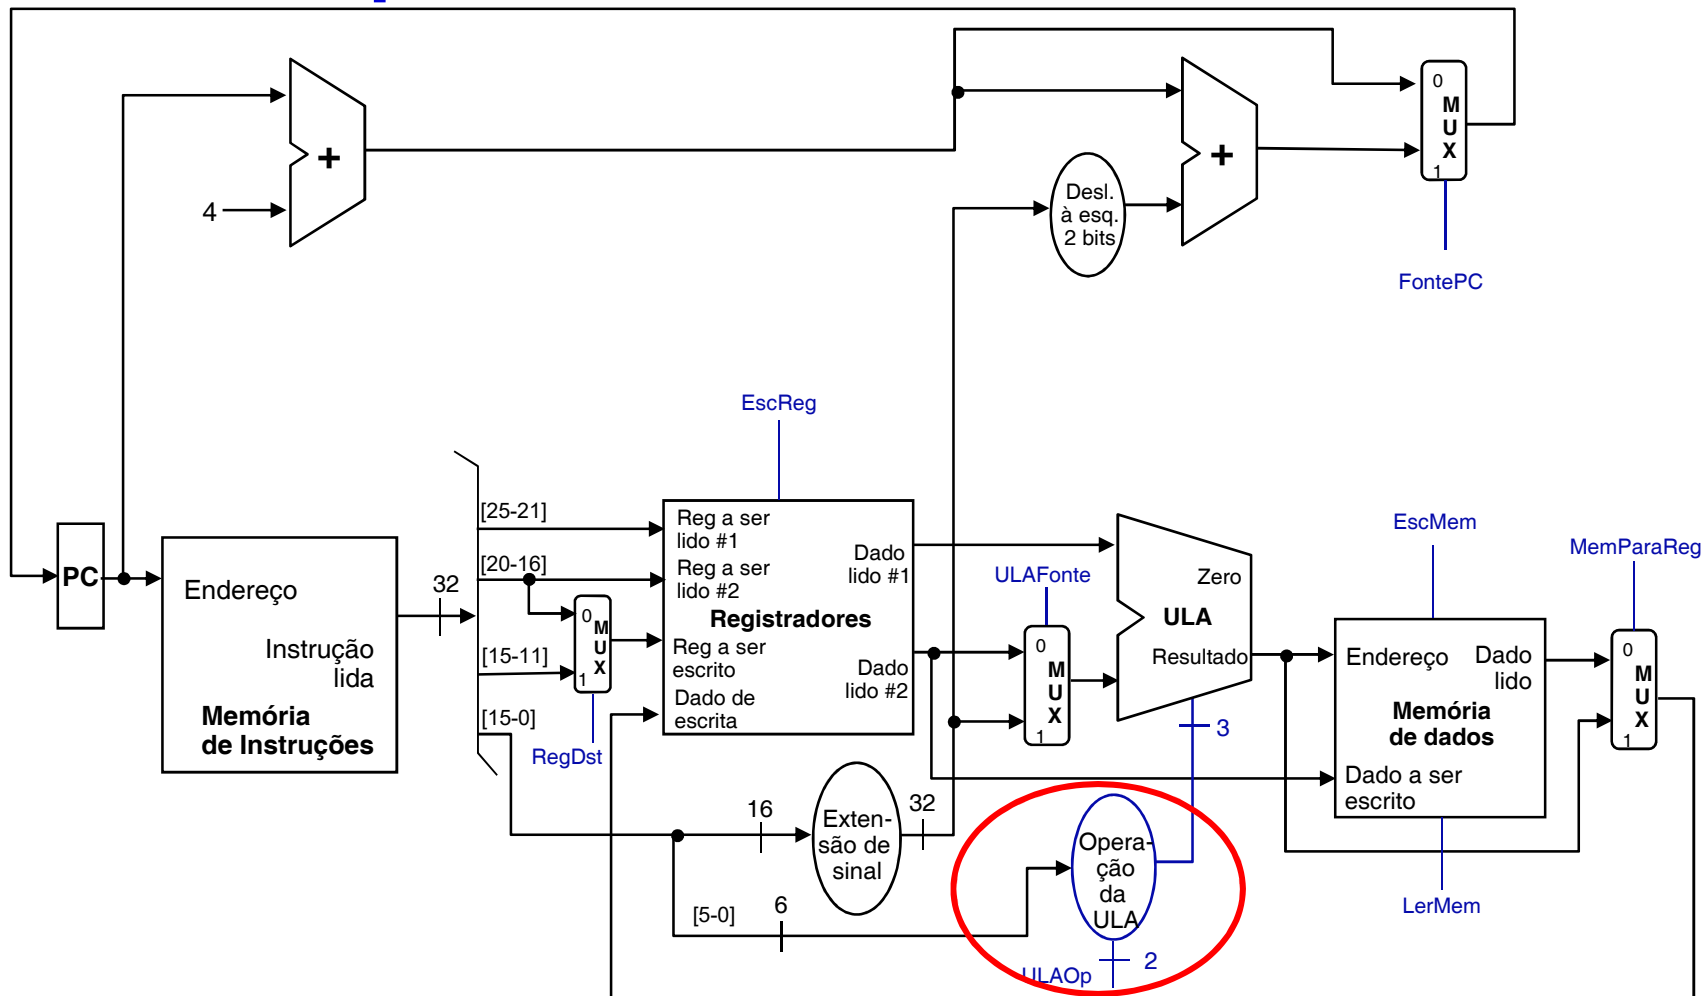 0
M
U
X
1
+
4
+
Desl.
à esq.
2 bits
FontePC
EscReg
PC
Endereço
Instrução
lida
Memória
de Instruções
32
[25-21]
[20-16]
[15-11]
[15-0]
0
M
U
X
1
RegDst
Reg a ser
lido #1
Reg a ser
lido #2
Registradores
Reg a ser
escrito
Dado de
escrita
Dado
lido #1
Dado
lido #2
ULAFonte
0
M
U
X
1
Zero
ULA
Resultado
3
EscMem
Endereço
Dado
lido
Memória
de dados
Dado a ser
escrito
LerMem
MemParaReg
0
M
U
X
1
16
Exten-
são de
sinal
32
[5-0]
6
Opera-
ção
da
ULA
ULAOp
2